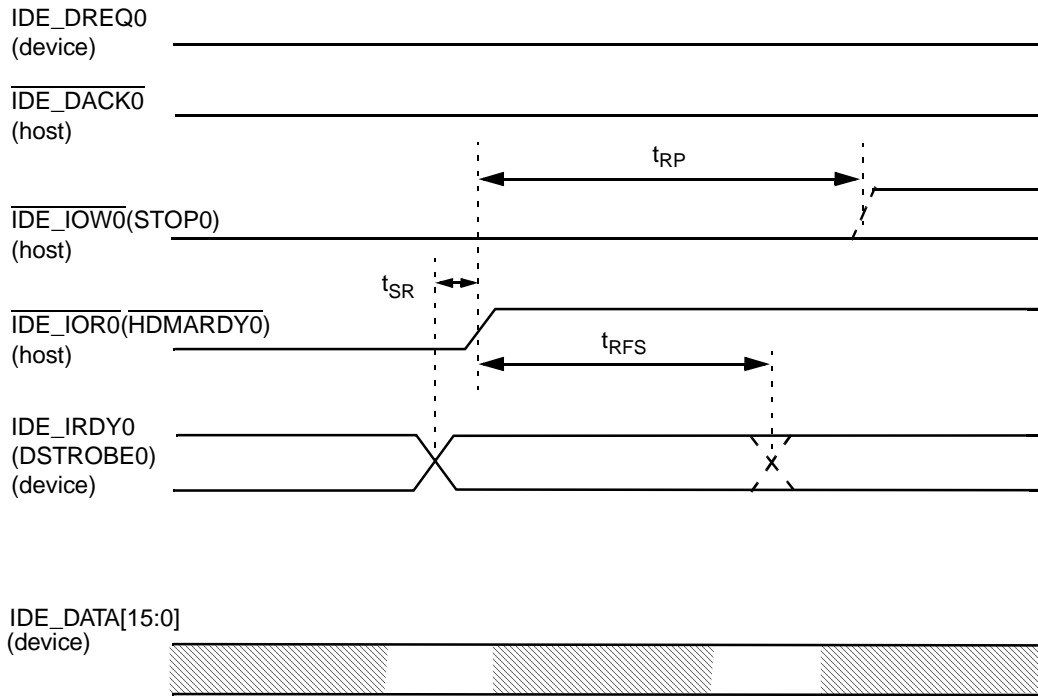 IDE_DREQ0
(device)
IDE_DACK0
(host)
tRP
IDE_IOW0(STOP0)
(host)
tSR
IDE_IOR0(HDMARDY0)
(host)
tRFS
IDE_IRDY0
(DSTROBE0)
(device)
IDE_DATA[15:0]
(device)